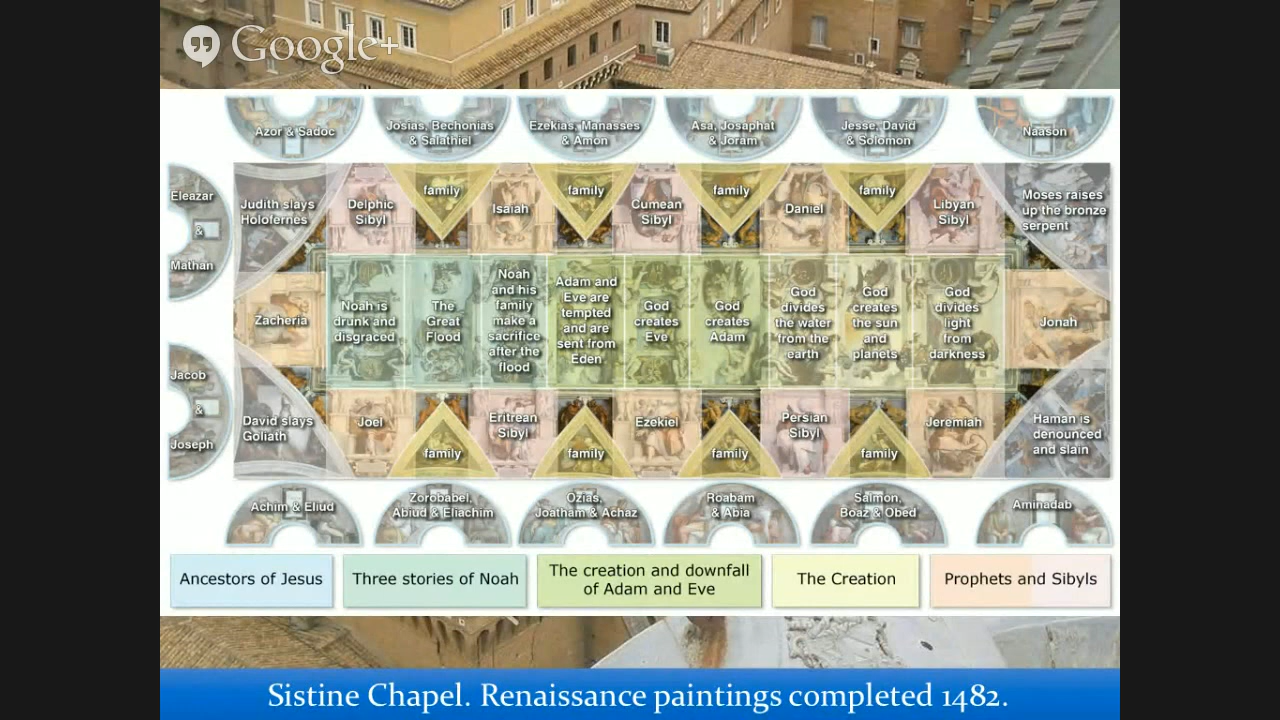 Google+
Azor & Sadoc
Josias, Bechonias
& Salathiel
Ezekias, Manasses
& Amon
Asa, Josaphat
& Joram
Jesse, David
& Solomon
Naason
Eleazar
&
Mathan
Judith slays
Holofernes
Delphic
Sibyl
family
Isaiah
family
Cumean
Sibyl
family
Daniel
family
Libyan
Sibyl
Moses raises
up the bronze
serpent
Zacheria
Noah is
drunk and
disgraced
The
Great
Flood
Noah
and his
family
make a
sacrifice
after the
flood
Adam and
Eve are
tempted
and are
sent from
Eden
God
creates
Eve
God
creates
Adam
God
divides
the water
from the
earth
God
creates
the sun
and
planets
God
divides
light
from
darkness
Jonah
Jacob
&
Joseph
David slays
Goliath
Joel
family
Eritrean
Sibyl
family
Ezekiel
family
Persian
Sibyl
family
Jeremiah
Haman is
denounced
and slain
Achim & Eliud
Zorobabel,
Abiud & Eliachim
Ozias,
Joatham & Achaz
Roabam
& Abia
Salmon,
Boaz & Obed
Aminadab
Ancestors of Jesus
Three stories of Noah
The creation and downfall
of Adam and Eve
The Creation
Prophets and Sibyls
Sistine Chapel. Renaissance paintings completed 1482.